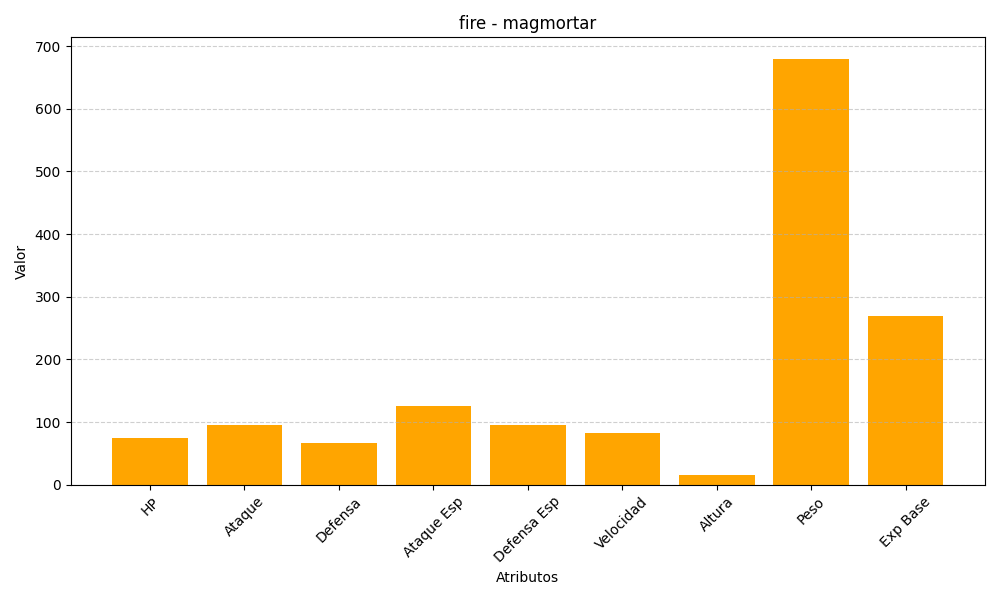 fire - magmortar
700
600
500
400
300
200
100
0
Valor
HP
Ataque
Defensa
Ataque Esp
Defensa Esp
Velocidad
Altura
Peso
Exp Base
Atributos